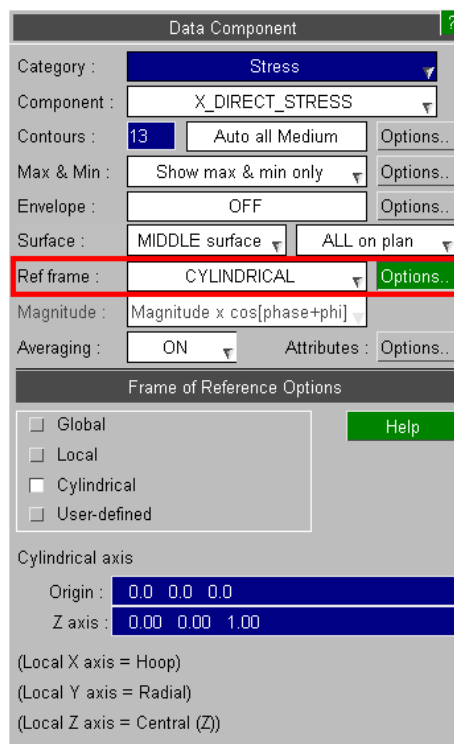 Data Component ?
Category : Stress
Component : X_DIRECT_STRESS
Contours : 13 Auto all Medium Options..
Max & Min : Show max & min only Options..
Envelope : OFF Options..
Surface : MIDDLE surface ALL on plan
Ref frame : CYLINDRICAL Options..
Magnitude : Magnitude x cos[phase+phi]
Averaging : ON Attributes : Options..
Frame of Reference Options
Global Help
Local
Cylindrical
User-defined
Cylindrical axis
Origin : 0.0 0.0 0.0
Z axis : 0.00 0.00 1.00
(Local X axis = Hoop)
(Local Y axis = Radial)
(Local Z axis = Central (Z))